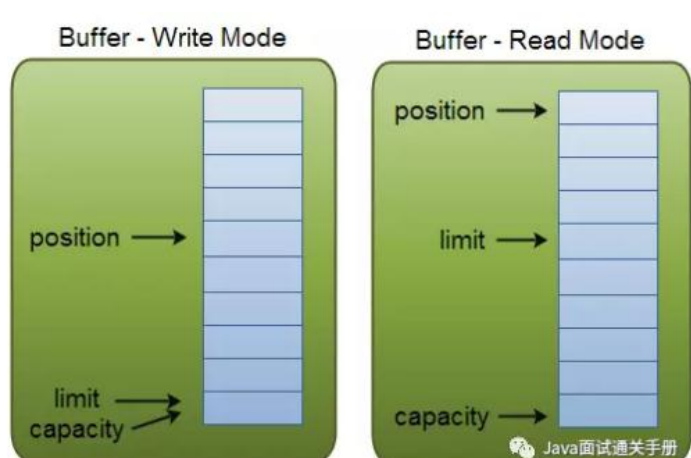 Buffer - Write Mode
position
limit
capacity
Buffer - Read Mode
position
limit
capacity
Java面试通关手册